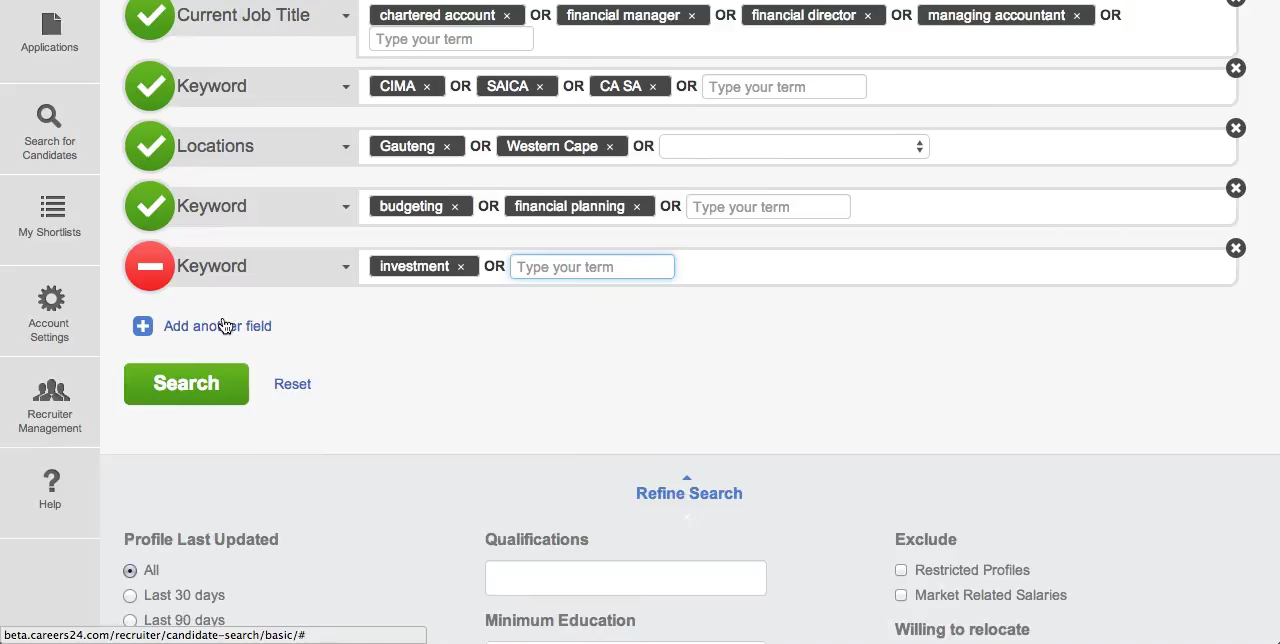 Current Job Title
chartered account × OR financial manager × OR financial director × OR managing accountant × OR
Type your term
Keyword
CIMA × OR SAICA × OR CA SA × OR Type your term
Locations
Gauteng × OR Western Cape × OR
Keyword
budgeting × OR financial planning × OR Type your term
Keyword
investment × OR Type your term
Add another field
Search
Reset
Applications
Search for
Candidates
My Shortlists
Account
Settings
Recruiter
Management
?
Help
Refine Search
Profile Last Updated
All
Last 30 days
Last 90 days
Qualifications
Minimum Education
Exclude
Restricted Profiles
Market Related Salaries
Willing to relocate
beta.careers24.com/recruiter/candidate-search/basic/#